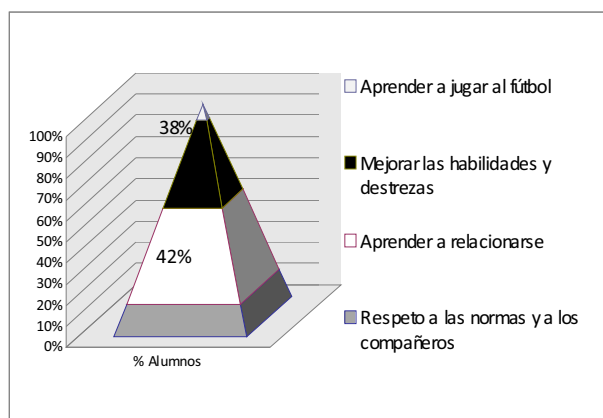 100%
90%
80%
70%
60%
50%
40%
30%
20%
10%
0%
38%
42%
% Alumnos
Aprender a jugar al fútbol
Mejorar las habilidades y
destrezas
Aprender a relacionarse
Respeto a las normas y a los
compañeros